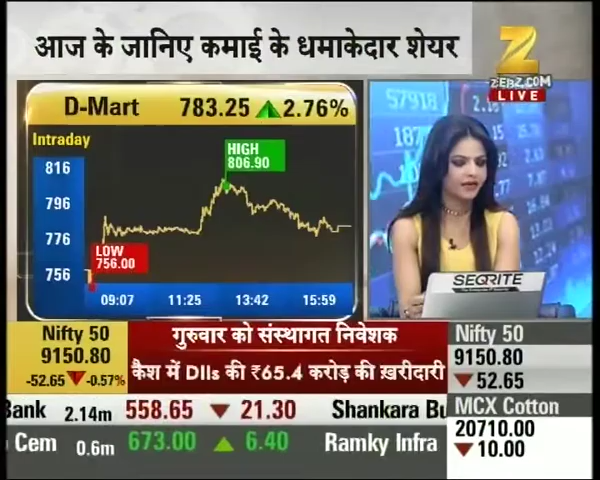 आज के जानिए कमाई के धमाकेदार शेयर
ZEBZ.COM
LIVE
D-Mart 783.25 2.76%
Intraday
816
796
776
756
HIGH
806.90
LOW
756.00
09:07 11:25 13:42 15:59
57918
SEQRITE
Nifty 50
9150.80
-52.65 -0.57%
गुरुवार को संस्थागत निवेशक
कैश में DIIs की ₹65.4 करोड़ की ख़रीदारी
Nifty 50
9150.80
52.65
MCX Cotton
20710.00
10.00
Bank 2.14m 558.65 21.30 Shankara Bu
Cem 0.6m 673.00 6.40 Ramky Infra